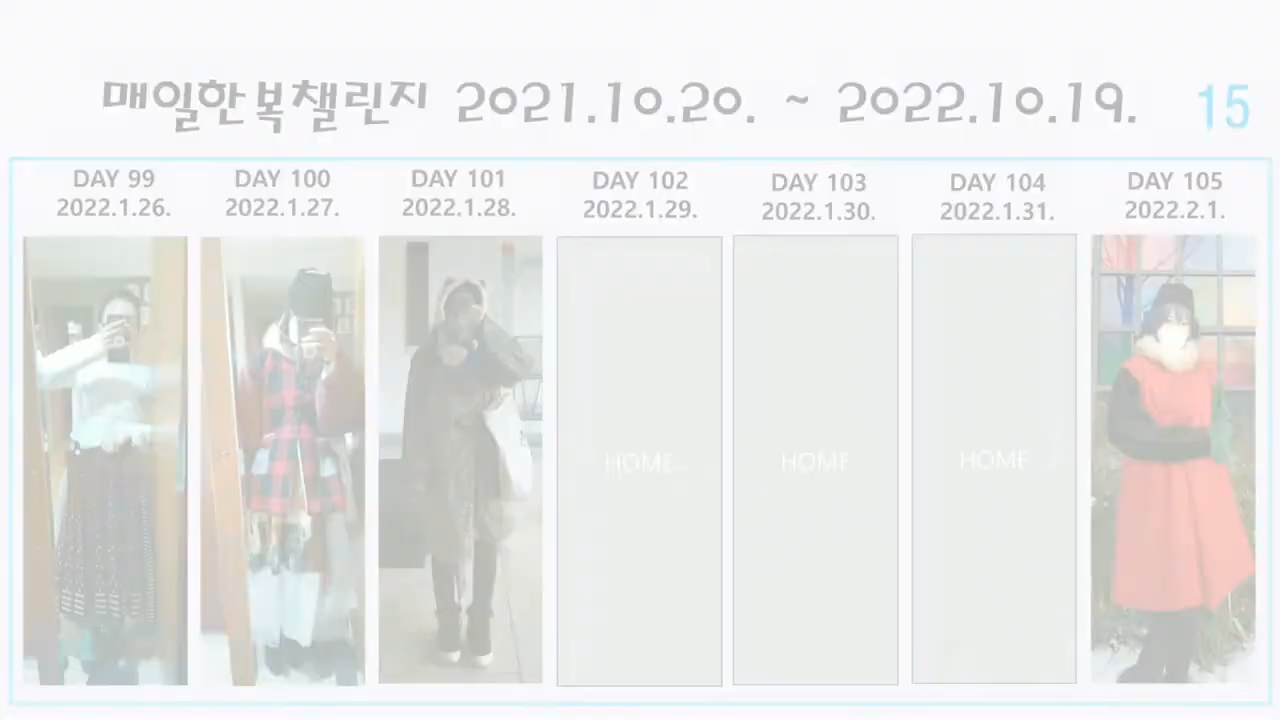 매일한복챌린지 2021.10.20. ~ 2022.10.19. 15
DAY 99
2022.1.26.
DAY 100
2022.1.27.
DAY 101
2022.1.28.
DAY 102
2022.1.29.
DAY 103
2022.1.30.
DAY 104
2022.1.31.
DAY 105
2022.2.1.
HOME
HOME
HOME